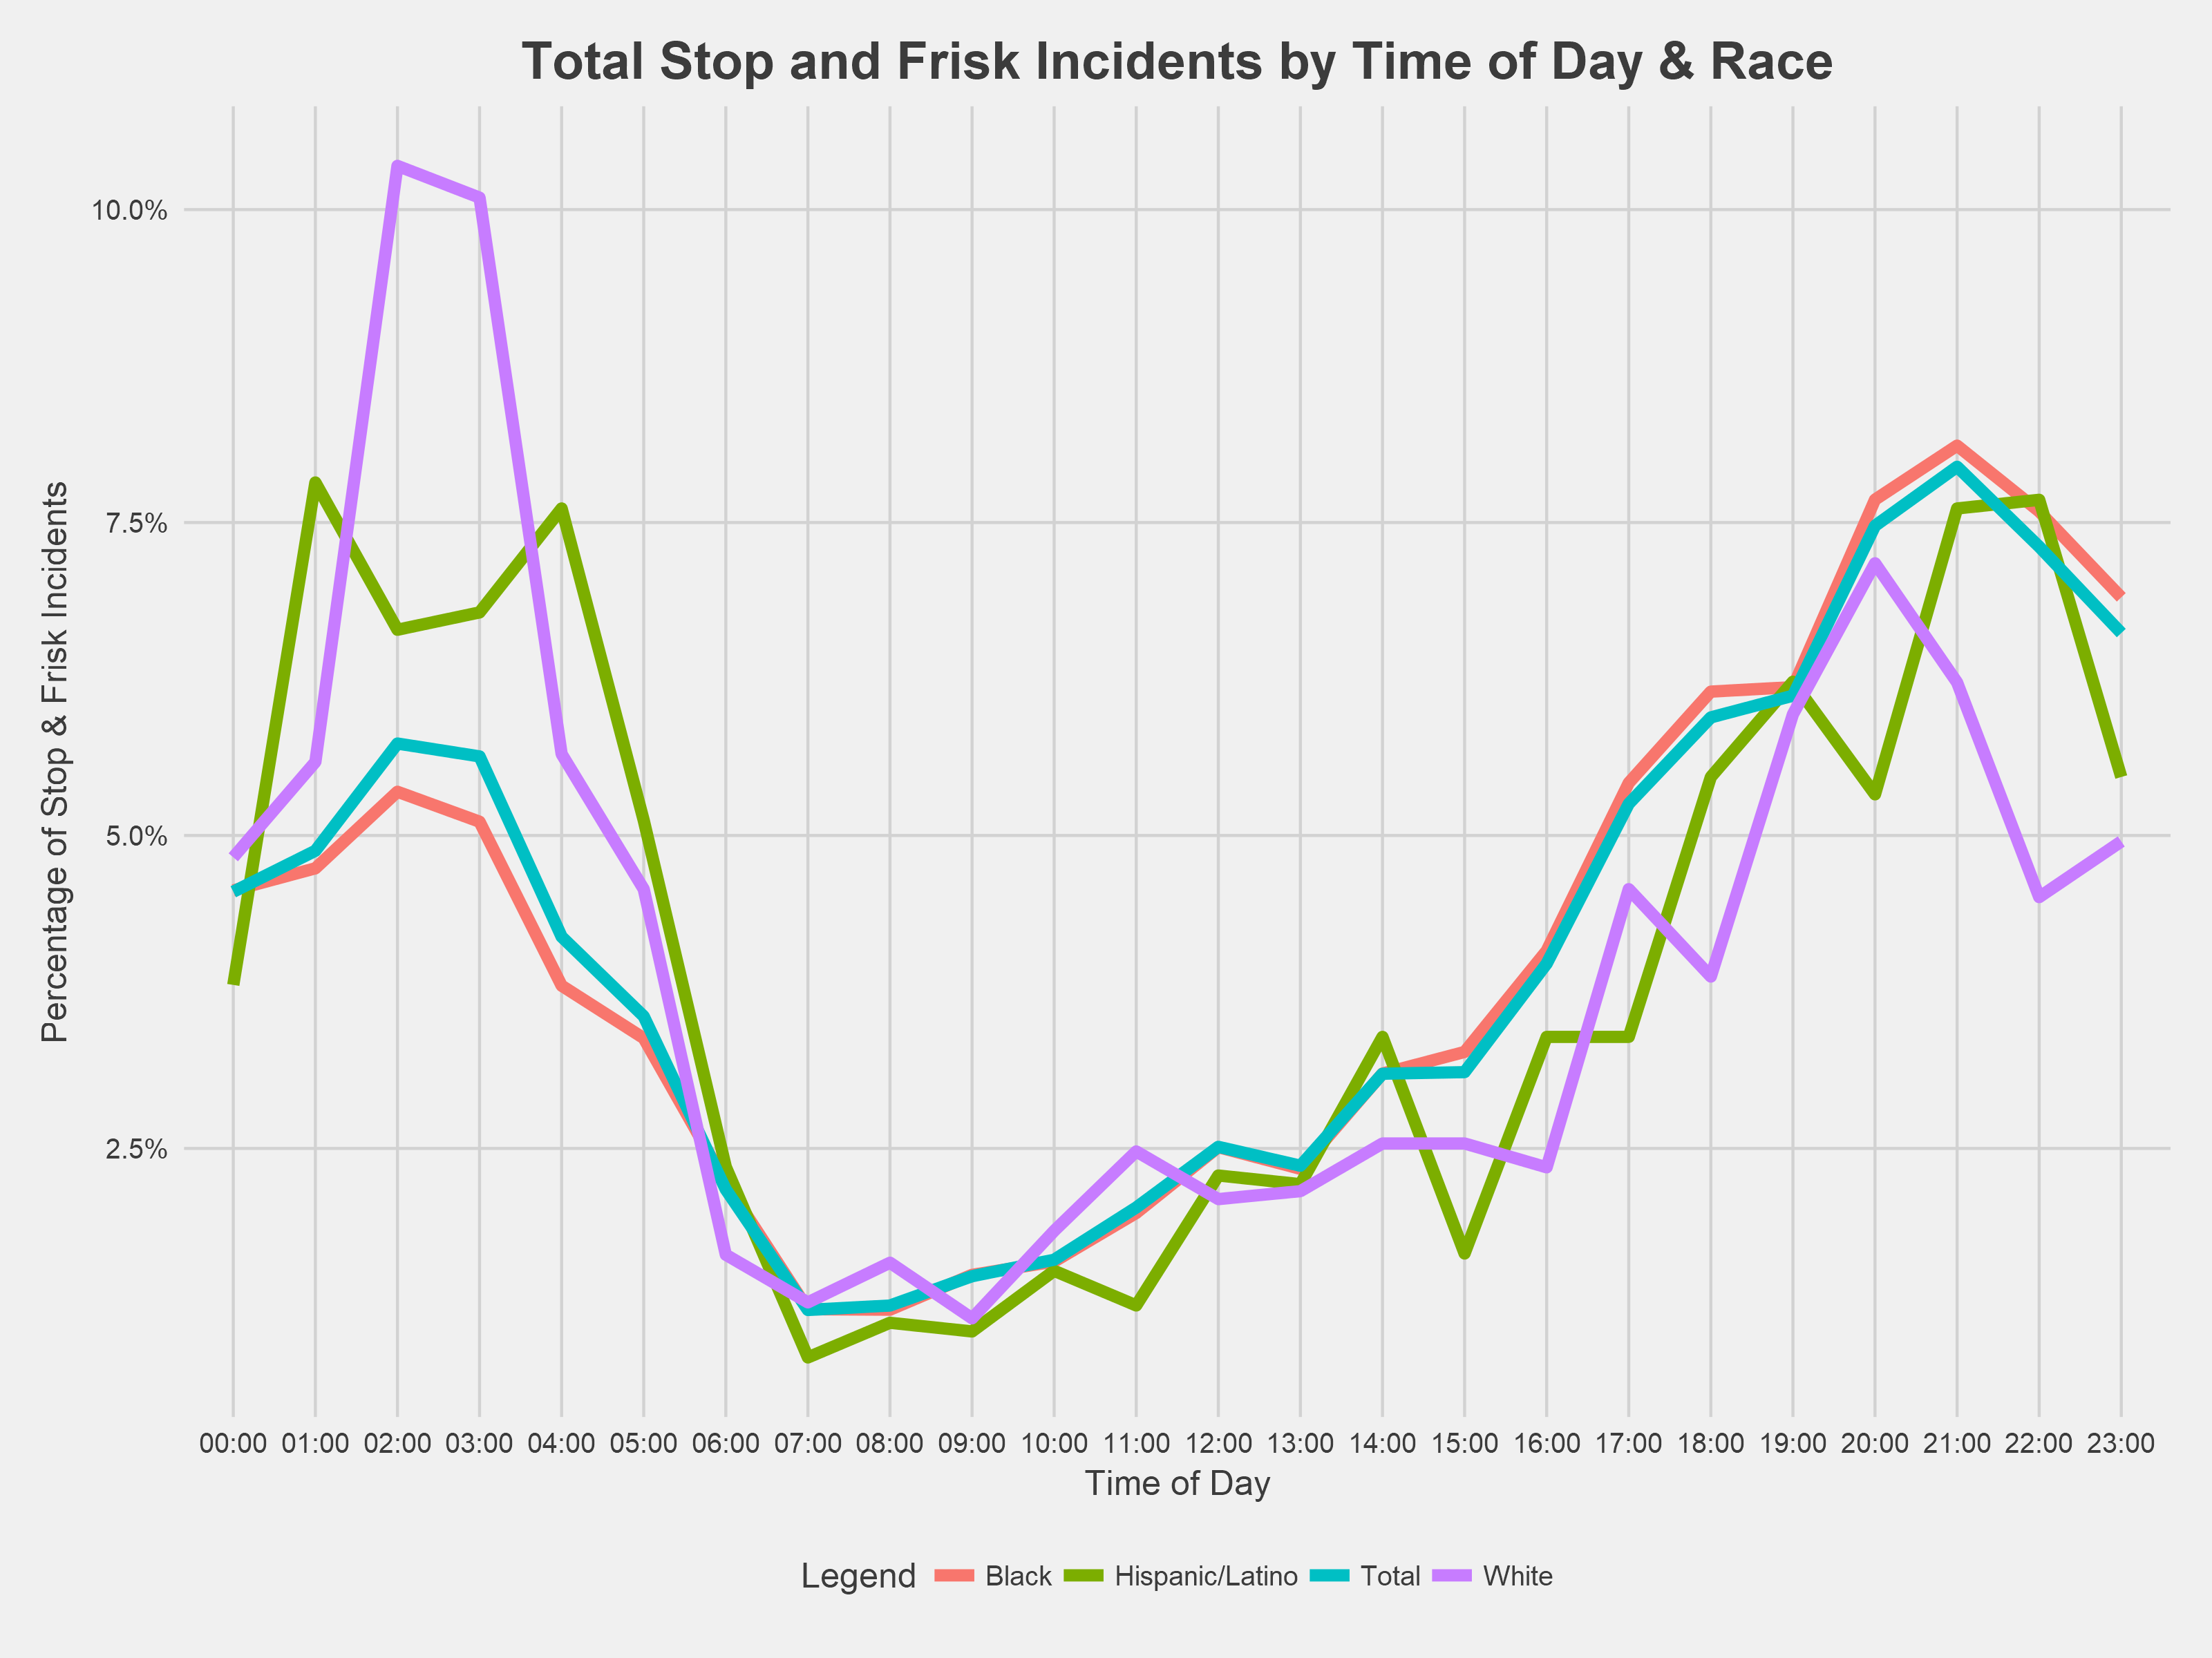 Total Stop and Frisk Incidents by Time of Day & Race
Percentage of Stop & Frisk Incidents
10.0%
7.5%
5.0%
2.5%
00:00 01:00 02:00 03:00 04:00 05:00 06:00 07:00 08:00 09:00 10:00 11:00 12:00 13:00 14:00 15:00 16:00 17:00 18:00 19:00 20:00 21:00 22:00 23:00
Time of Day
Legend Black Hispanic/Latino Total White